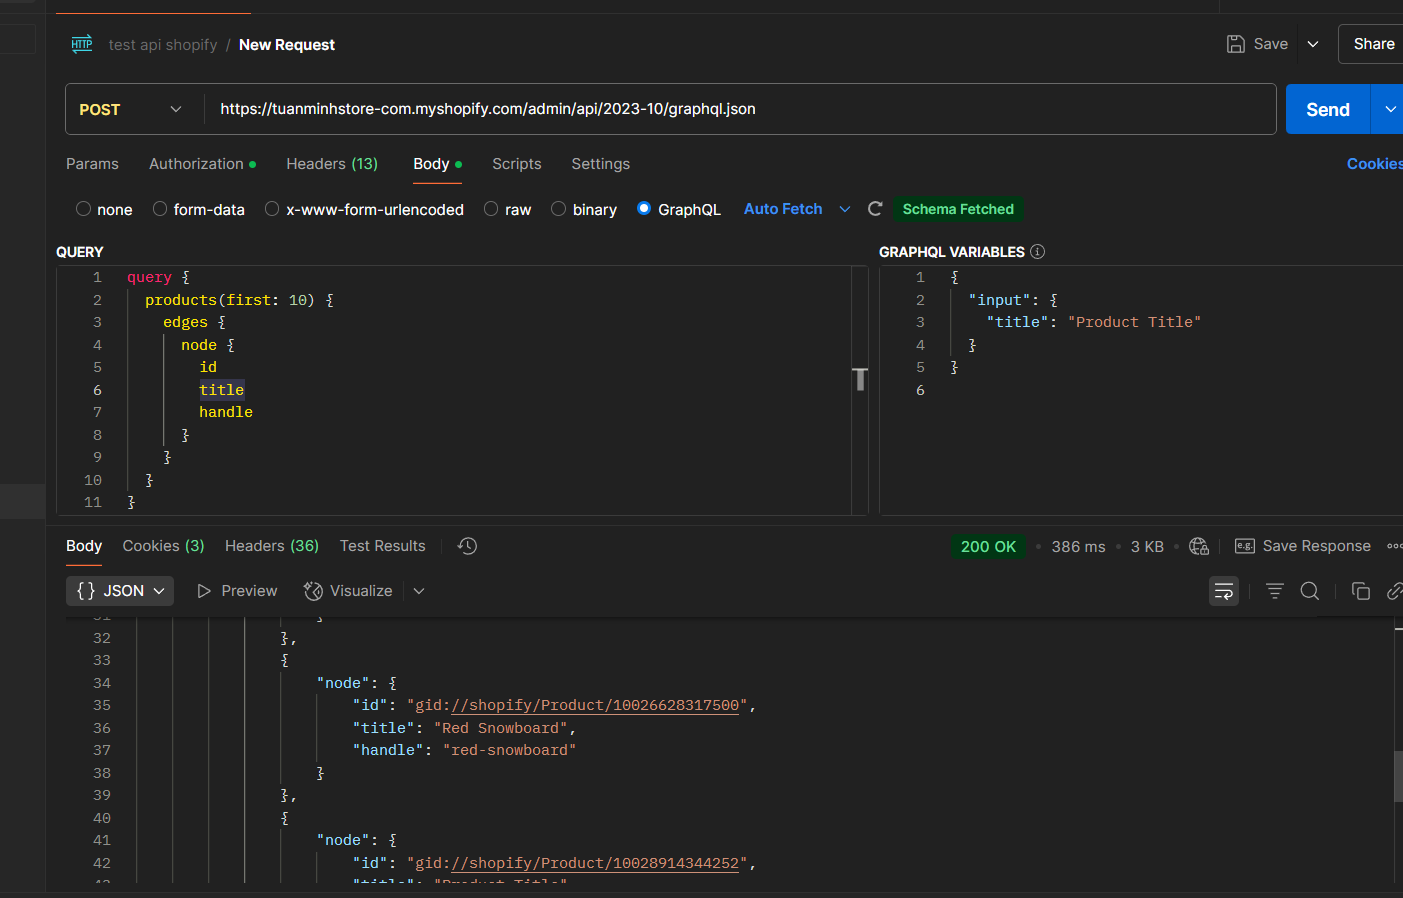 HTTP test api shopify / New Request Save Share
POST https://tuanminhstore-com.myshopify.com/admin/api/2023-10/graphql.json Send
Params Authorization Headers (13) Body Scripts Settings Cookies
none form-data x-www-form-urlencoded raw binary GraphQL Auto Fetch Schema Fetched
QUERY
1 query {
2 products(first: 10) {
3 edges {
4 node {
5 id
6 title
7 handle
8 }
9 }
10 }
11 }
GRAPHQL VARIABLES
1 {
2 "input": {
3 "title": "Product Title"
4 }
5 }
6
Body Cookies (3) Headers (36) Test Results 200 OK 386 ms 3 KB e.g. Save Response
{} JSON Preview Visualize
31 }
32 },
33 {
34 "node": {
35 "id": "gid://shopify/Product/10026628317500",
36 "title": "Red Snowboard",
37 "handle": "red-snowboard"
38 }
39 },
40 {
41 "node": {
42 "id": "gid://shopify/Product/10028914344252",
43 "title": "Product Title"